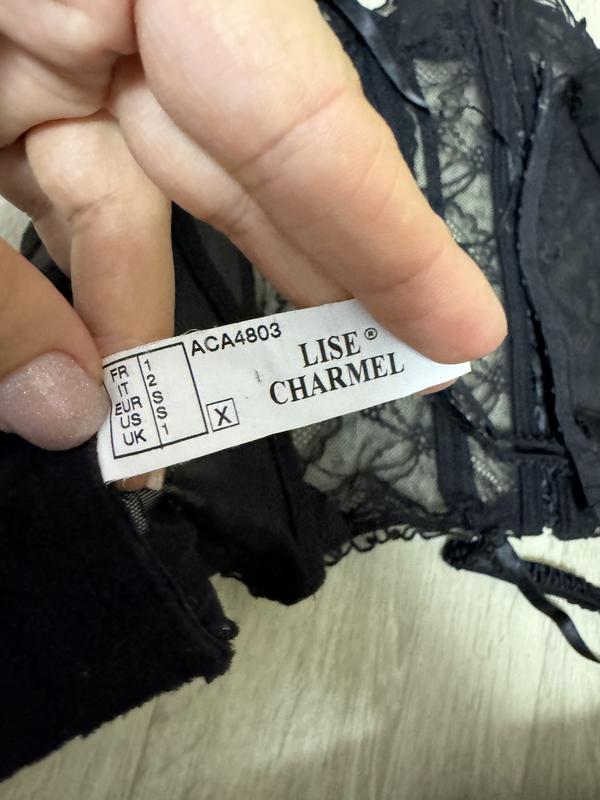 ACA4803
FR 1
IT 2
EUR S
US S
UK 1
X
LISE®
CHARMEL